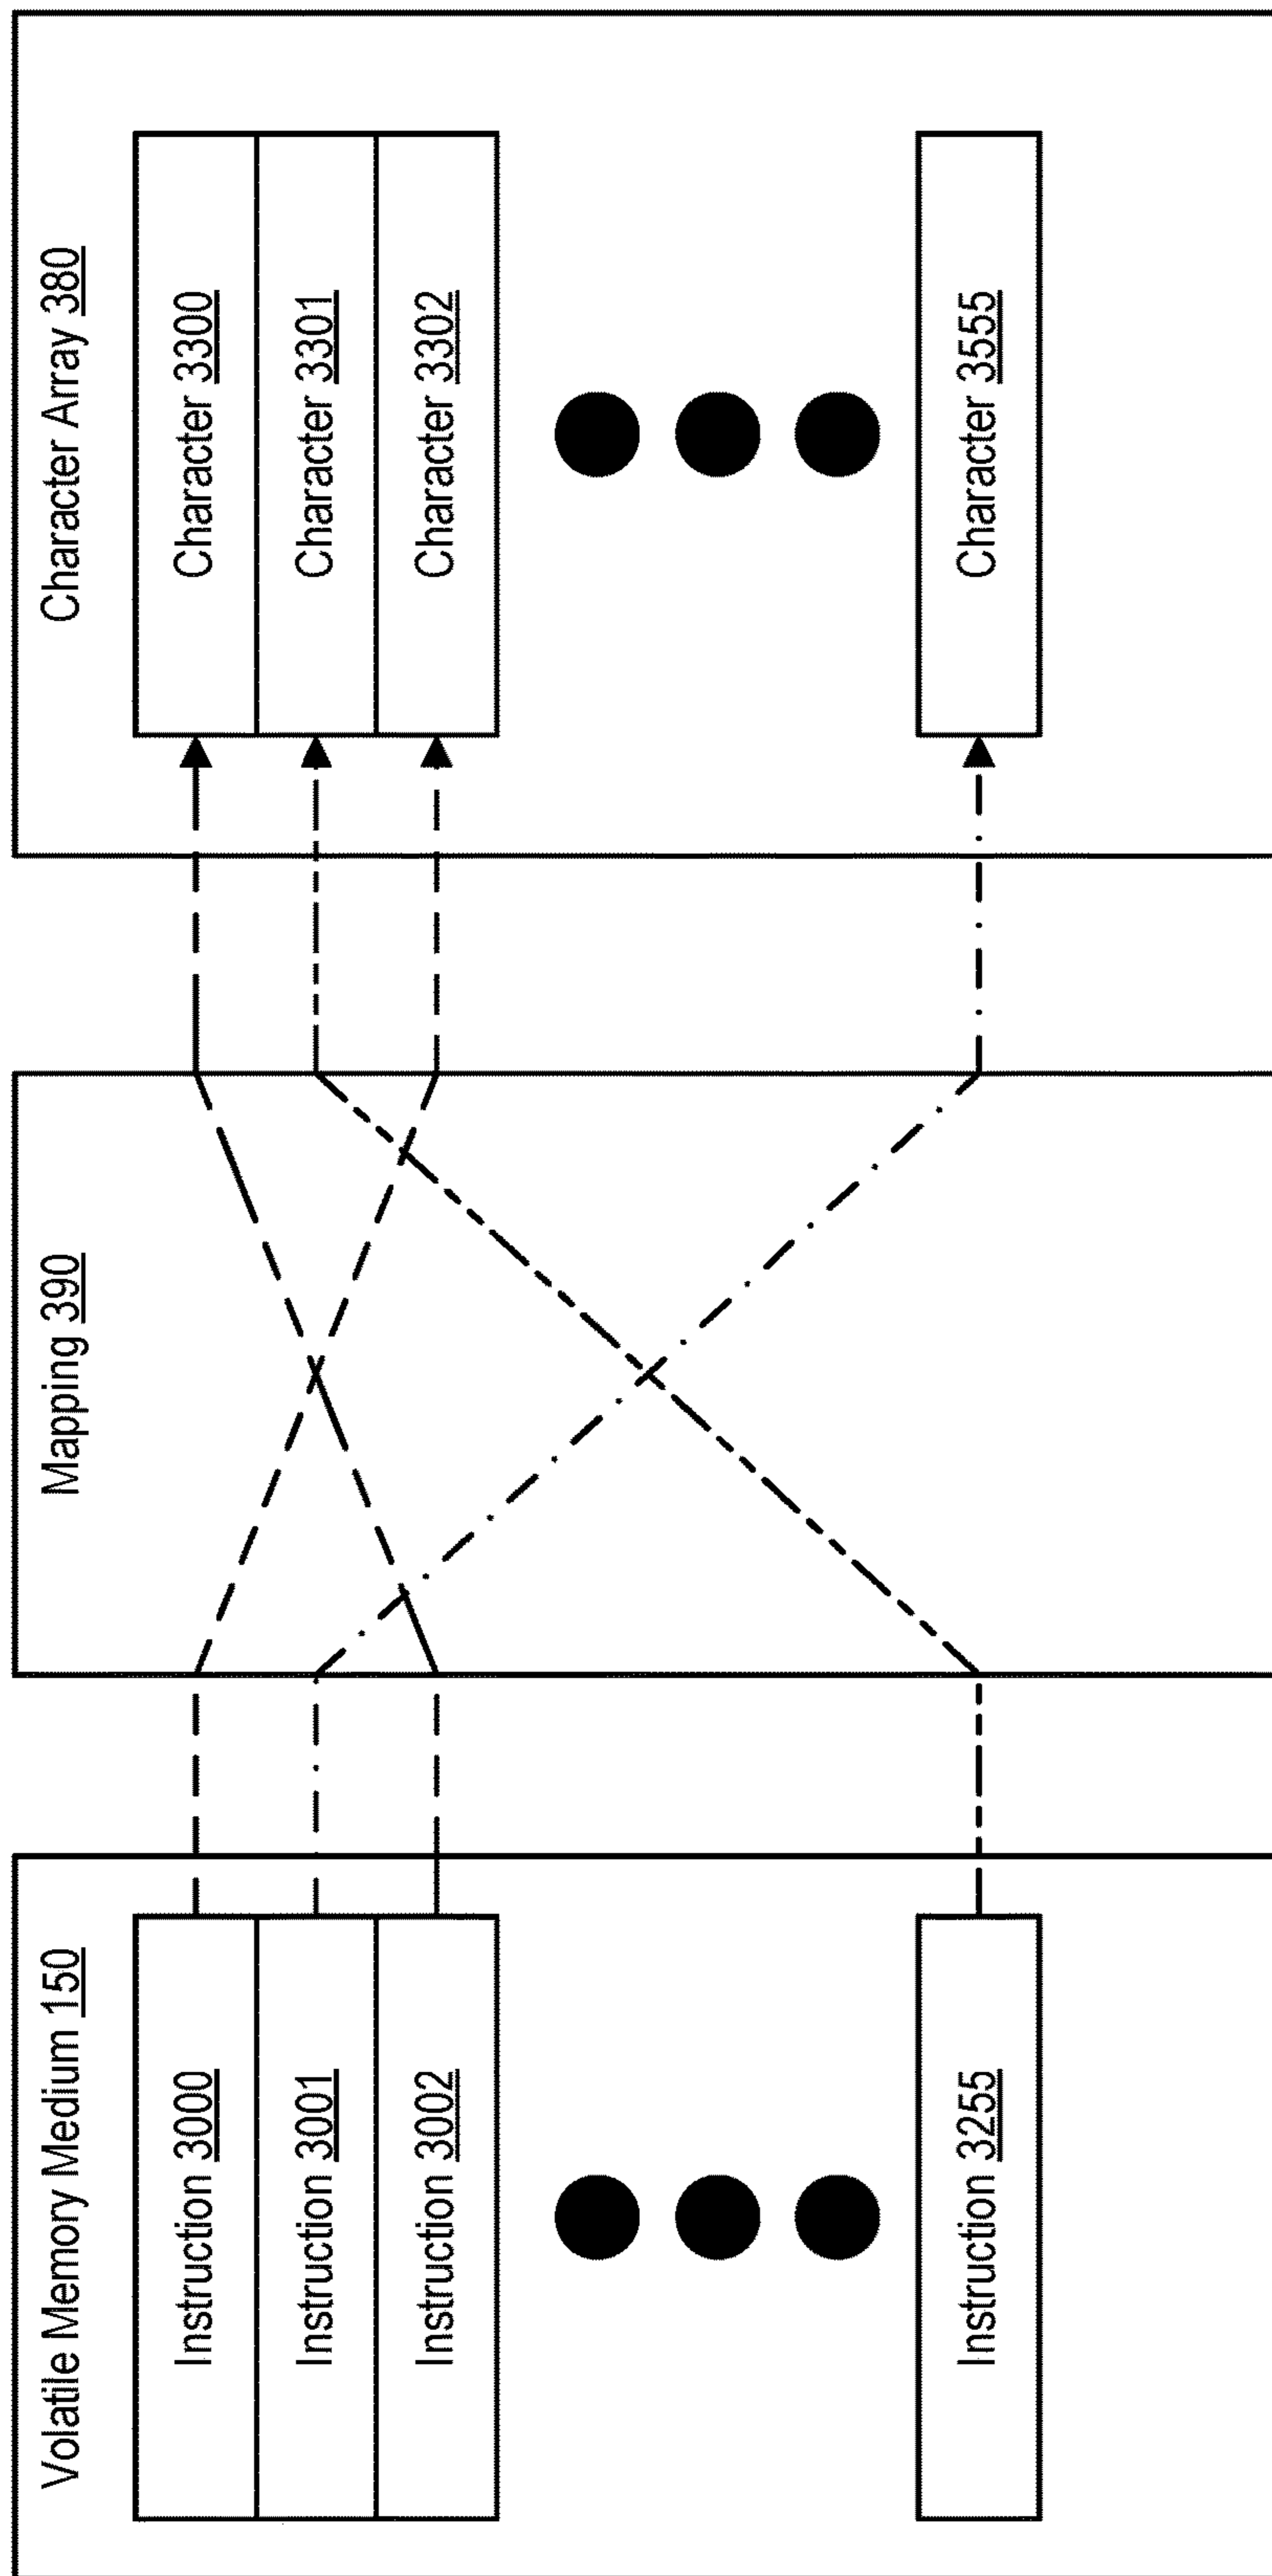 Volatile Memory Medium 150
Instruction 3000
Instruction 3001
Instruction 3002
Instruction 3255
Mapping 390
Character Array 380
Character 3300
Character 3301
Character 3302
Character 3555